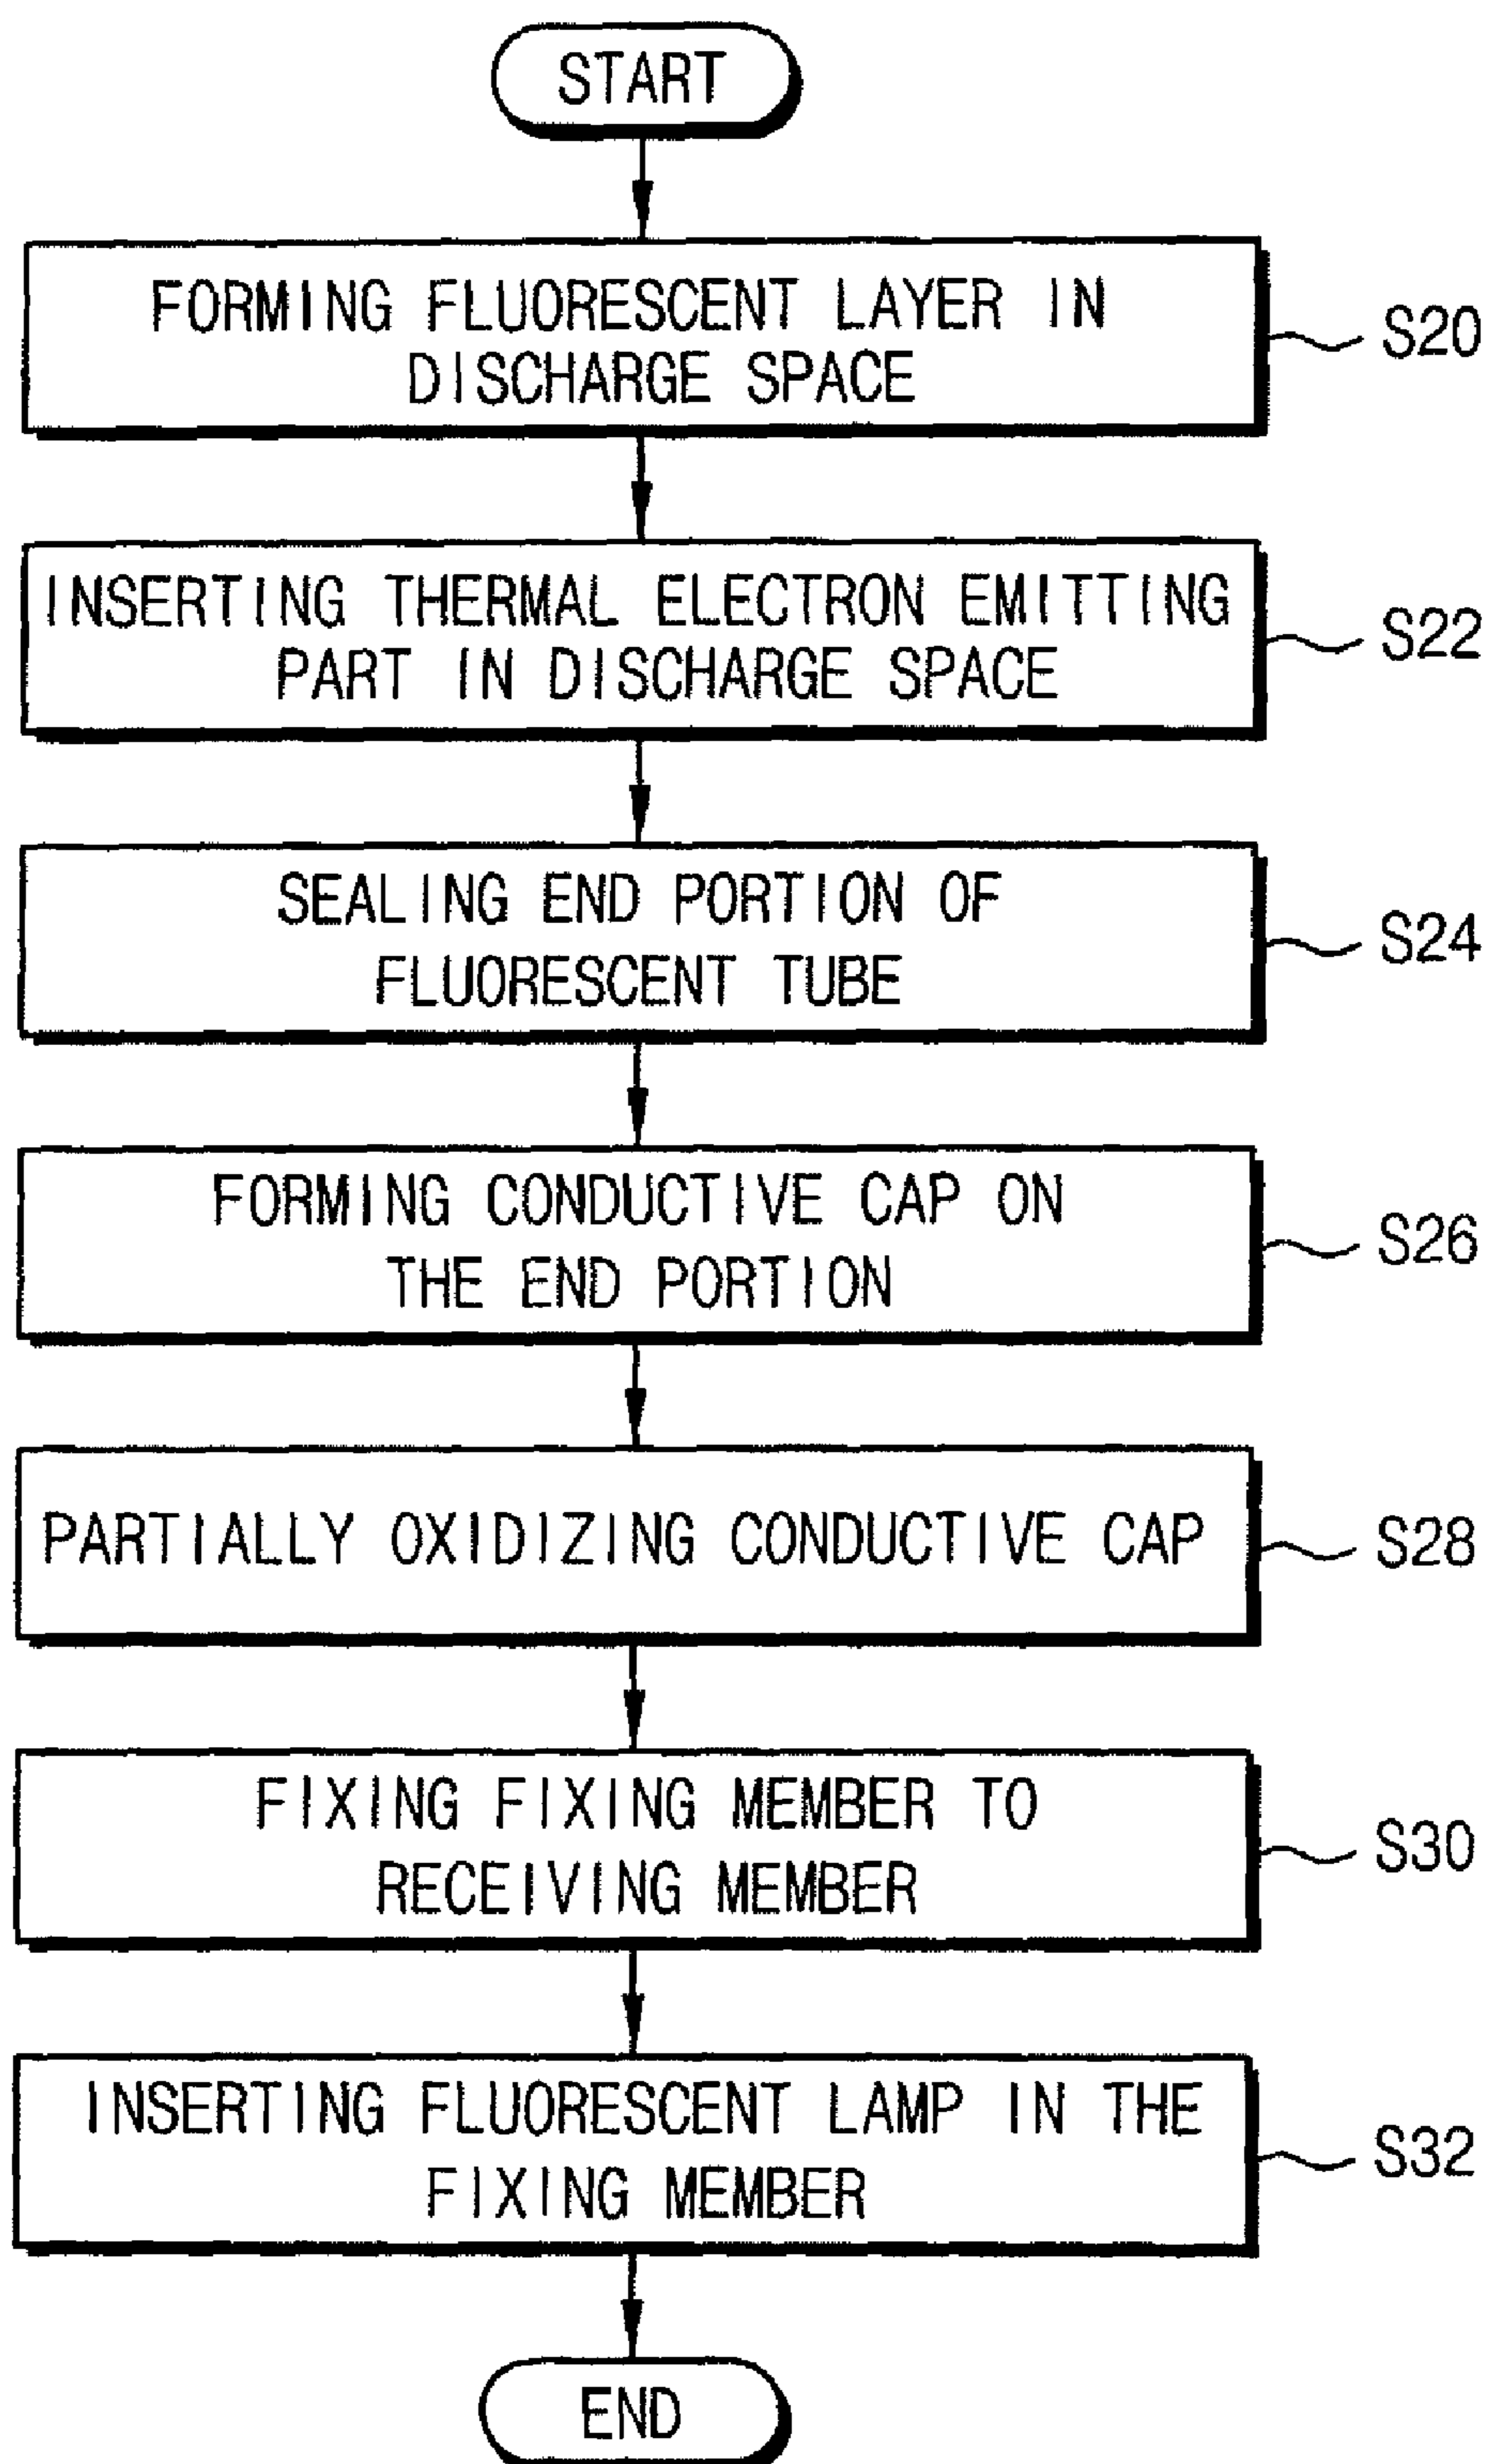 START
FORMING FLUORESCENT LAYER IN
DISCHARGE SPACE
S20
INSERTING THERMAL ELECTRON EMITTING
PART IN DISCHARGE SPACE
S22
SEALING END PORTION OF
FLUORESCENT TUBE
S24
FORMING CONDUCTIVE CAP ON
THE END PORTION
S26
PARTIALLY OXIDIZING CONDUCTIVE CAP
S28
FIXING FIXING MEMBER TO
RECEIVING MEMBER
S30
INSERTING FLUORESCENT LAMP IN THE
FIXING MEMBER
S32
END